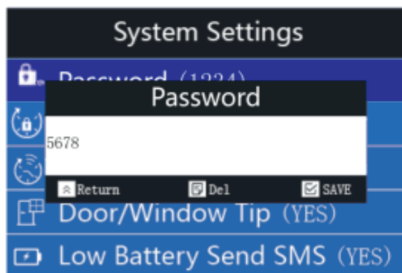 System Settings
Password (1234)
Password
5678
Return Del SAVE
Door/Window Tip (YES)
Low Battery Send SMS (YES)